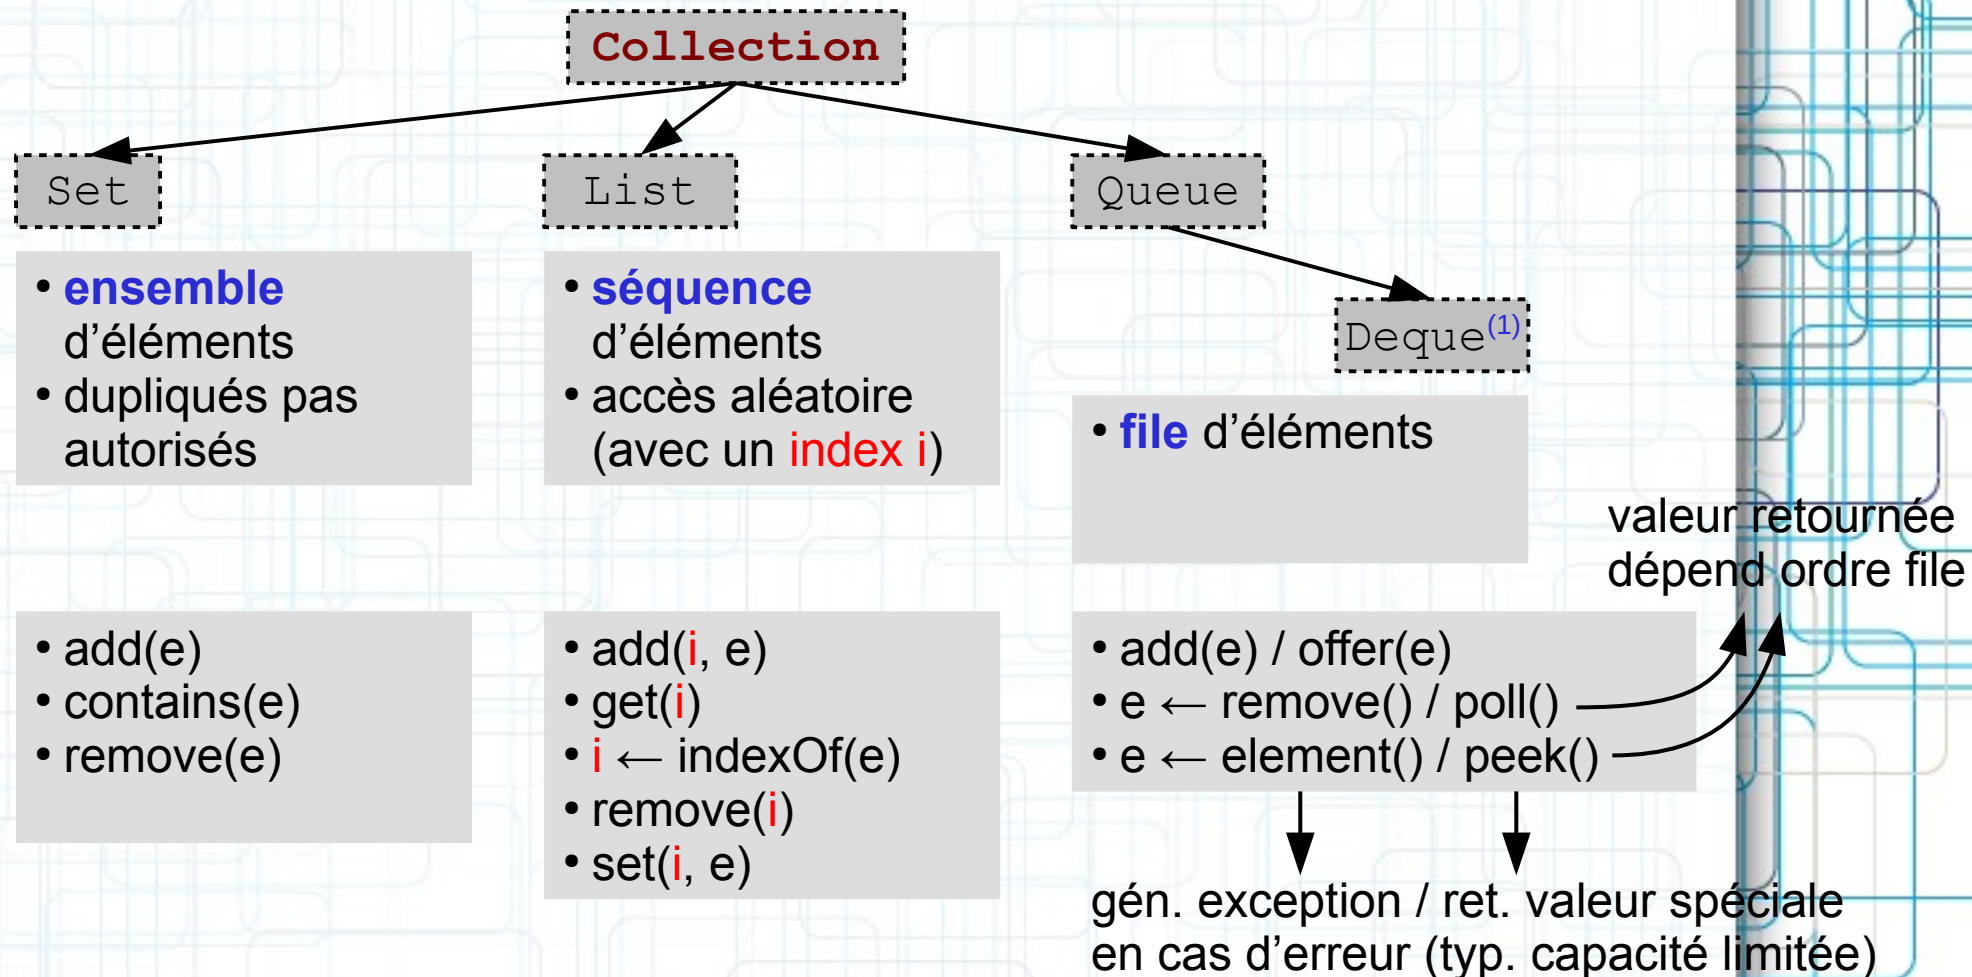 Collection
Set
List
Queue
Deque(1)
• ensemble
d’éléments
• dupliqués pas
autorisés
• séquence
d’éléments
• accès aléatoire
(avec un index i)
• file d’éléments
valeur retournée
dépend ordre file
• add(e)
• contains(e)
• remove(e)
• add(i, e)
• get(i)
• i ← indexOf(e)
• remove(i)
• set(i, e)
• add(e) / offer(e)
• e ← remove() / poll()
• e ← element() / peek()
gén. exception / ret. valeur spéciale
en cas d’erreur (typ. capacité limitée)